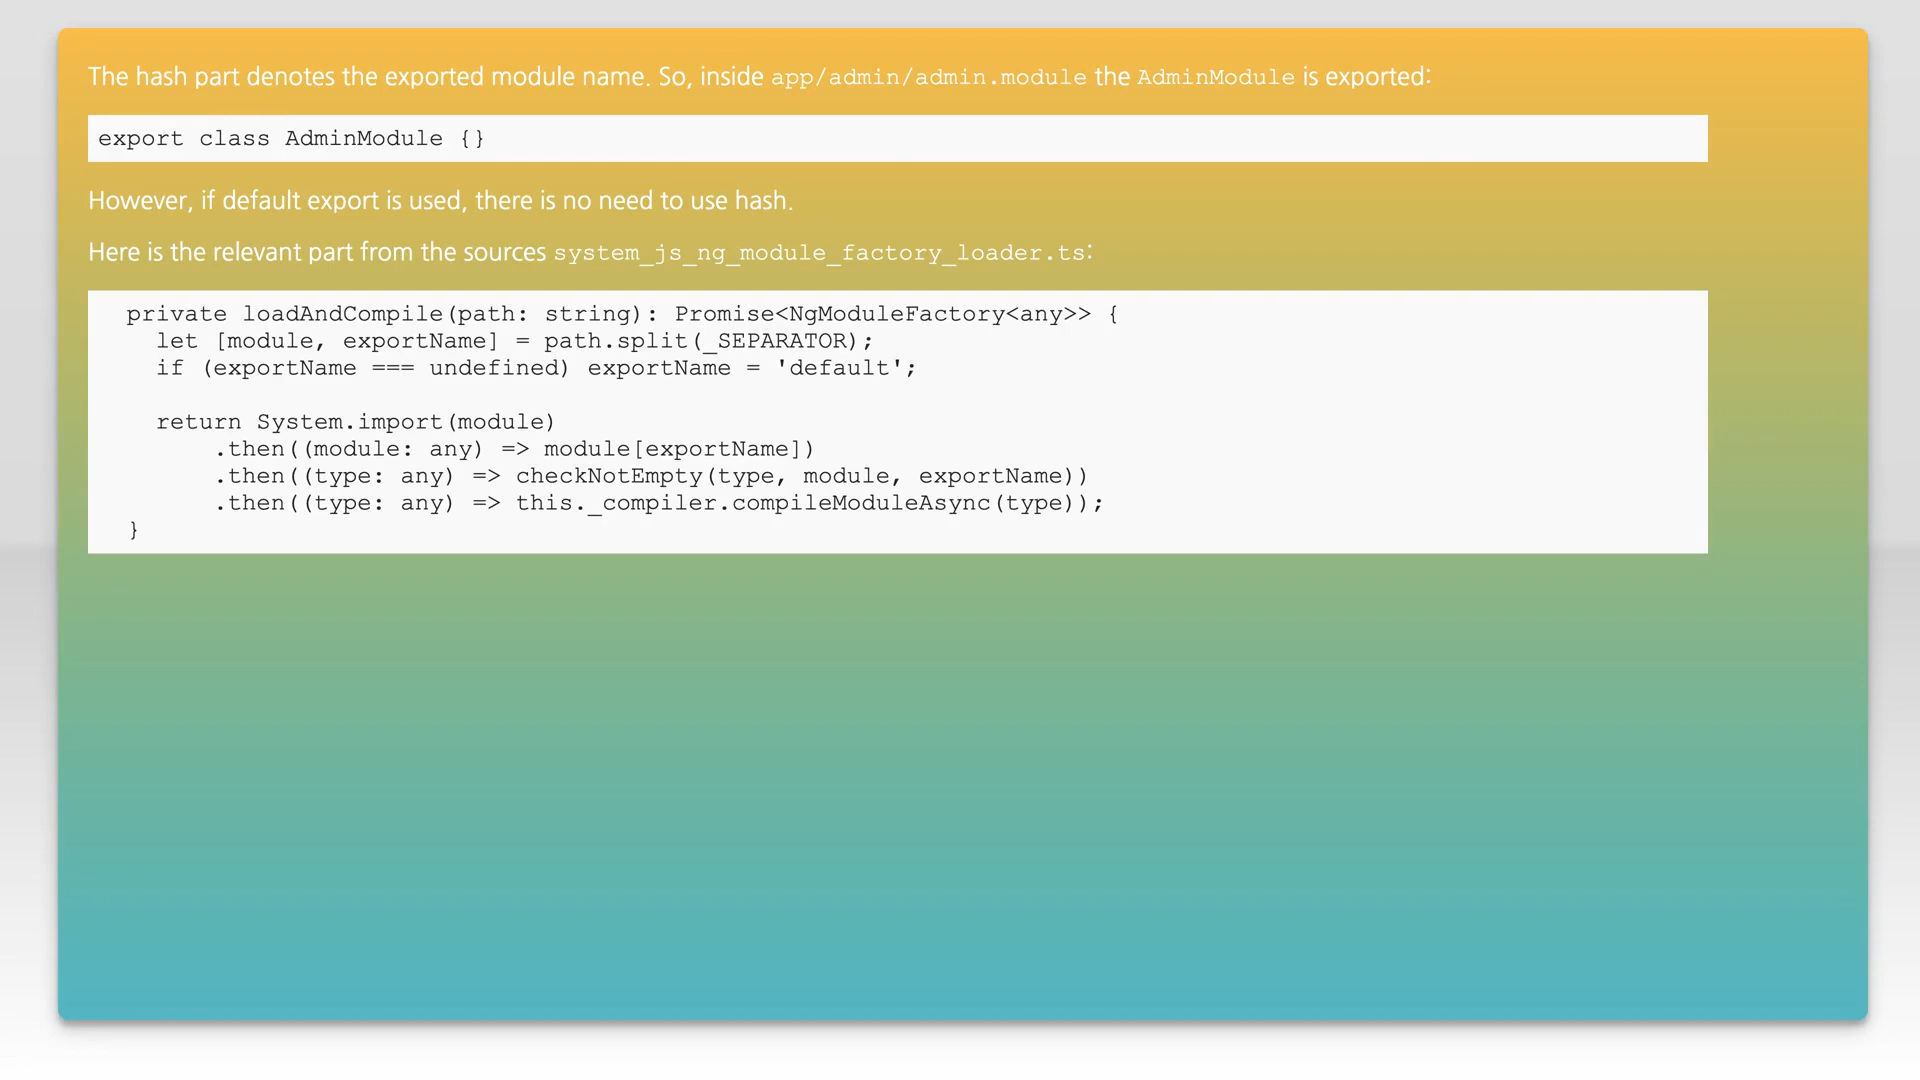 The hash part denotes the exported module name. So, inside app/admin/admin.module the AdminModule is exported:
export class AdminModule {}
However, if default export is used, there is no need to use hash.
Here is the relevant part from the sources system_js_ng_module_factory_loader.ts:
private loadAndCompile(path: string): Promise<NgModuleFactory<any>> {
let [module, exportName] = path.split(_SEPARATOR);
if (exportName === undefined) exportName = 'default';
return System.import(module)
.then((module: any) => module[exportName])
.then((type: any) => checkNotEmpty(type, module, exportName))
.then((type: any) => this._compiler.compileModuleAsync(type));
}